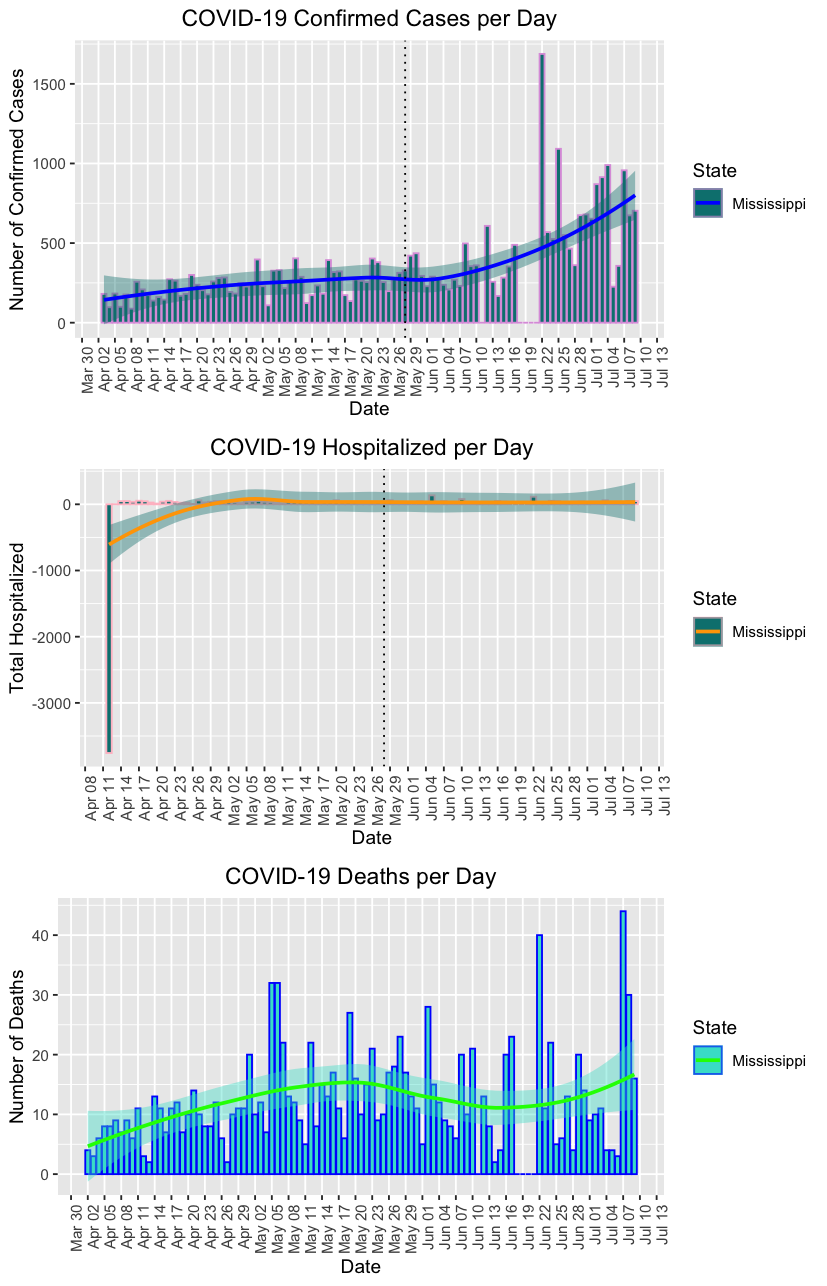 COVID-19 Confirmed Cases per Day
Number of Confirmed Cases
1500
1000
500
0
Mar 30
Apr 02
Apr 05
Apr 08
Apr 11
Apr 14
Apr 17
Apr 20
Apr 23
Apr 26
Apr 29
May 02
May 05
May 08
May 11
May 14
May 17
May 20
May 23
May 26
May 29
Jun 01
Jun 04
Jun 07
Jun 10
Jun 13
Jun 16
Jun 19
Jun 22
Jun 25
Jun 28
Jul 01
Jul 04
Jul 07
Jul 10
Jul 13
Date
State
Mississippi
COVID-19 Hospitalized per Day
Total Hospitalized
0
-1000
-2000
-3000
Apr 08
Apr 11
Apr 14
Apr 17
Apr 20
Apr 23
Apr 26
Apr 29
May 02
May 05
May 08
May 11
May 14
May 17
May 20
May 23
May 26
May 29
Jun 01
Jun 04
Jun 07
Jun 10
Jun 13
Jun 16
Jun 19
Jun 22
Jun 25
Jun 28
Jul 01
Jul 04
Jul 07
Jul 10
Jul 13
Date
State
Mississippi
COVID-19 Deaths per Day
Number of Deaths
40
30
20
10
0
Mar 30
Apr 02
Apr 05
Apr 08
Apr 11
Apr 14
Apr 17
Apr 20
Apr 23
Apr 26
Apr 29
May 02
May 05
May 08
May 11
May 14
May 17
May 20
May 23
May 26
May 29
Jun 01
Jun 04
Jun 07
Jun 10
Jun 13
Jun 16
Jun 19
Jun 22
Jun 25
Jun 28
Jul 01
Jul 04
Jul 07
Jul 10
Jul 13
Date
State
Mississippi